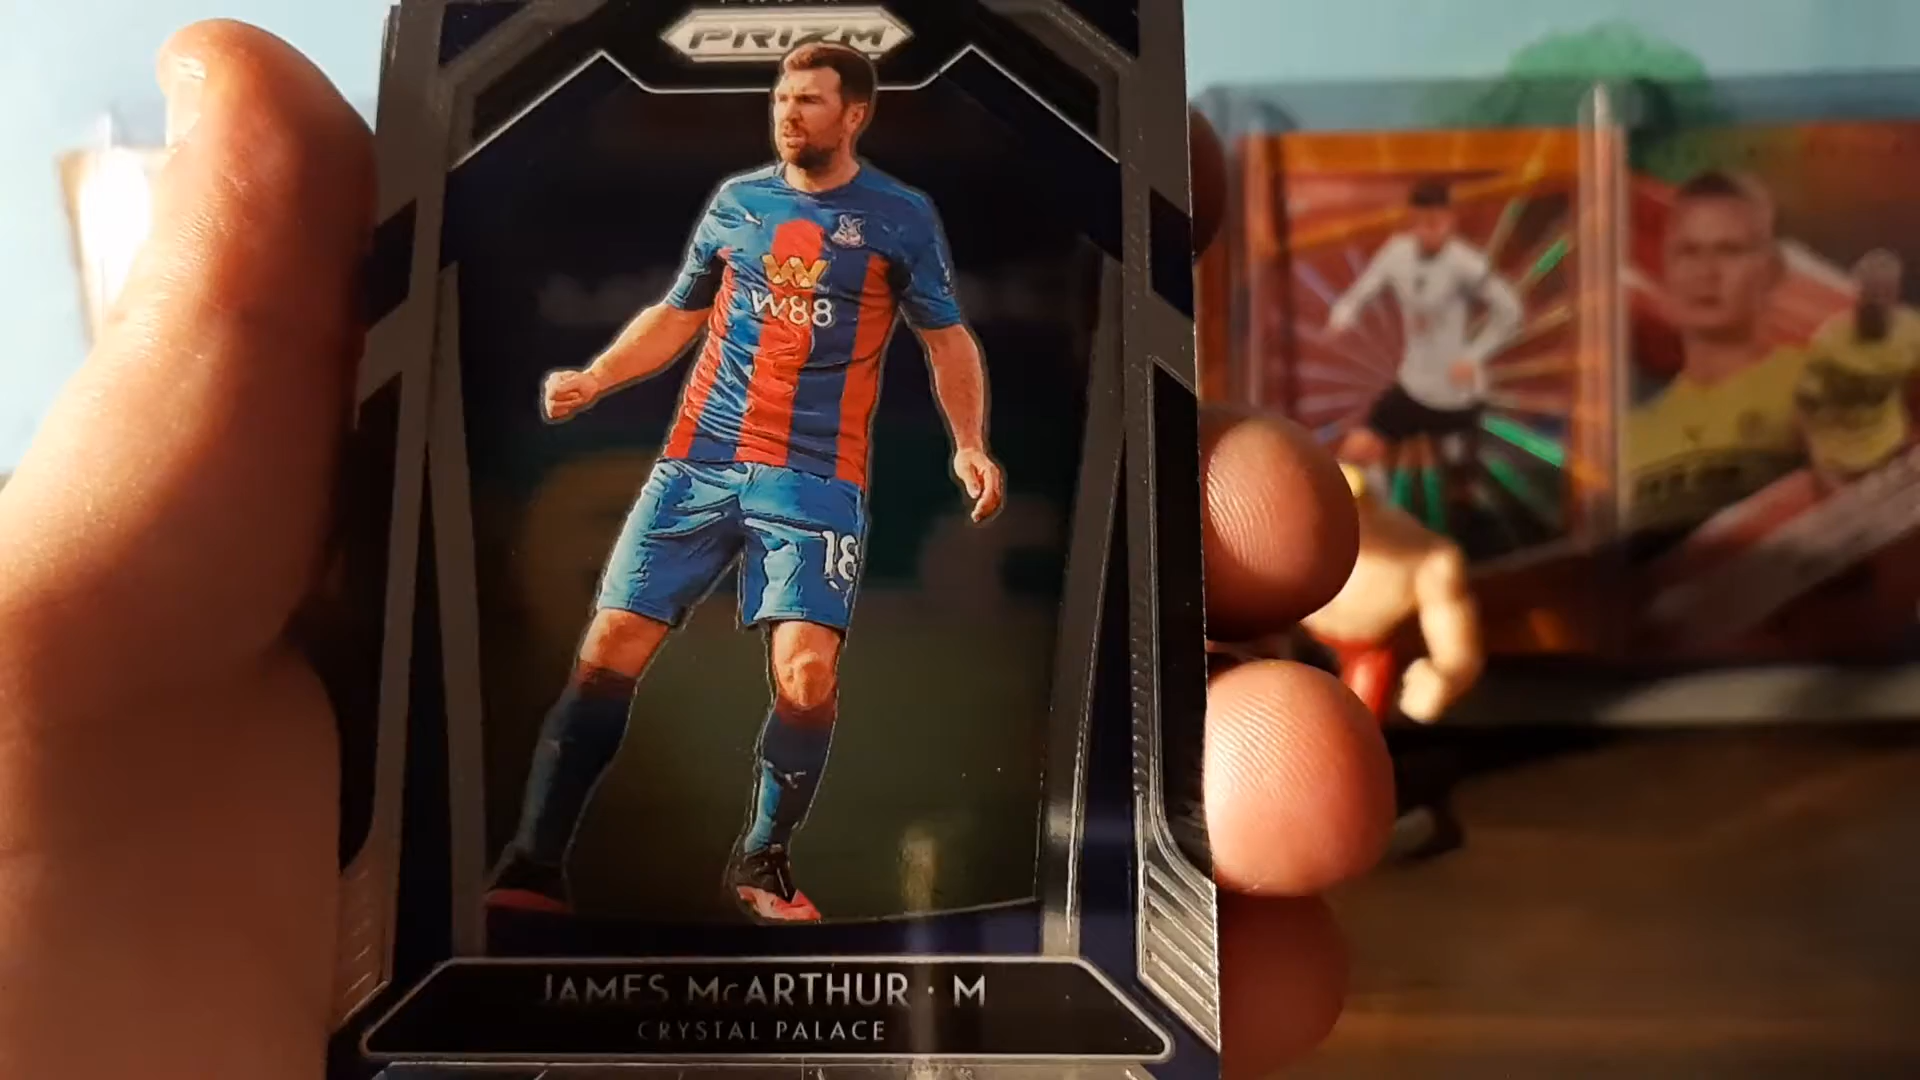 PRIZM
W88
18
JAMES McARTHUR · M
CRYSTAL PALACE